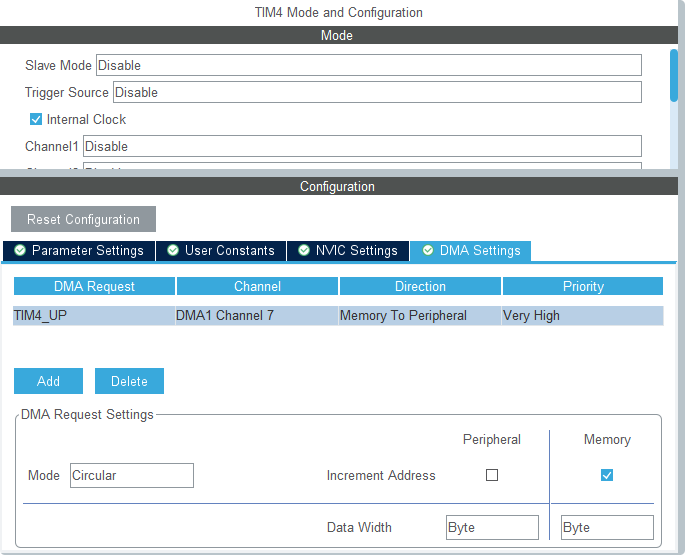 TIM4 Mode and Configuration
Mode
Slave Mode Disable
Trigger Source Disable
Internal Clock
Channel1 Disable
Configuration
Reset Configuration
Parameter Settings User Constants NVIC Settings DMA Settings
DMA Request Channel Direction Priority
TIM4_UP DMA1 Channel 7 Memory To Peripheral Very High
Add Delete
DMA Request Settings
Peripheral Memory
Mode Circular Increment Address
Data Width Byte Byte